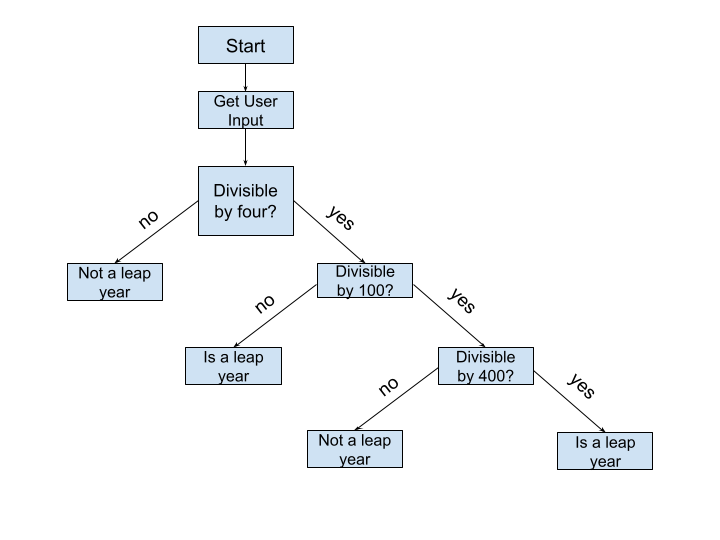 Start
Get User
Input
Divisible
by four?
no
yes
Not a leap
year
Divisible
by 100?
no
yes
Is a leap
year
Divisible
by 400?
no
yes
Not a leap
year
Is a leap
year